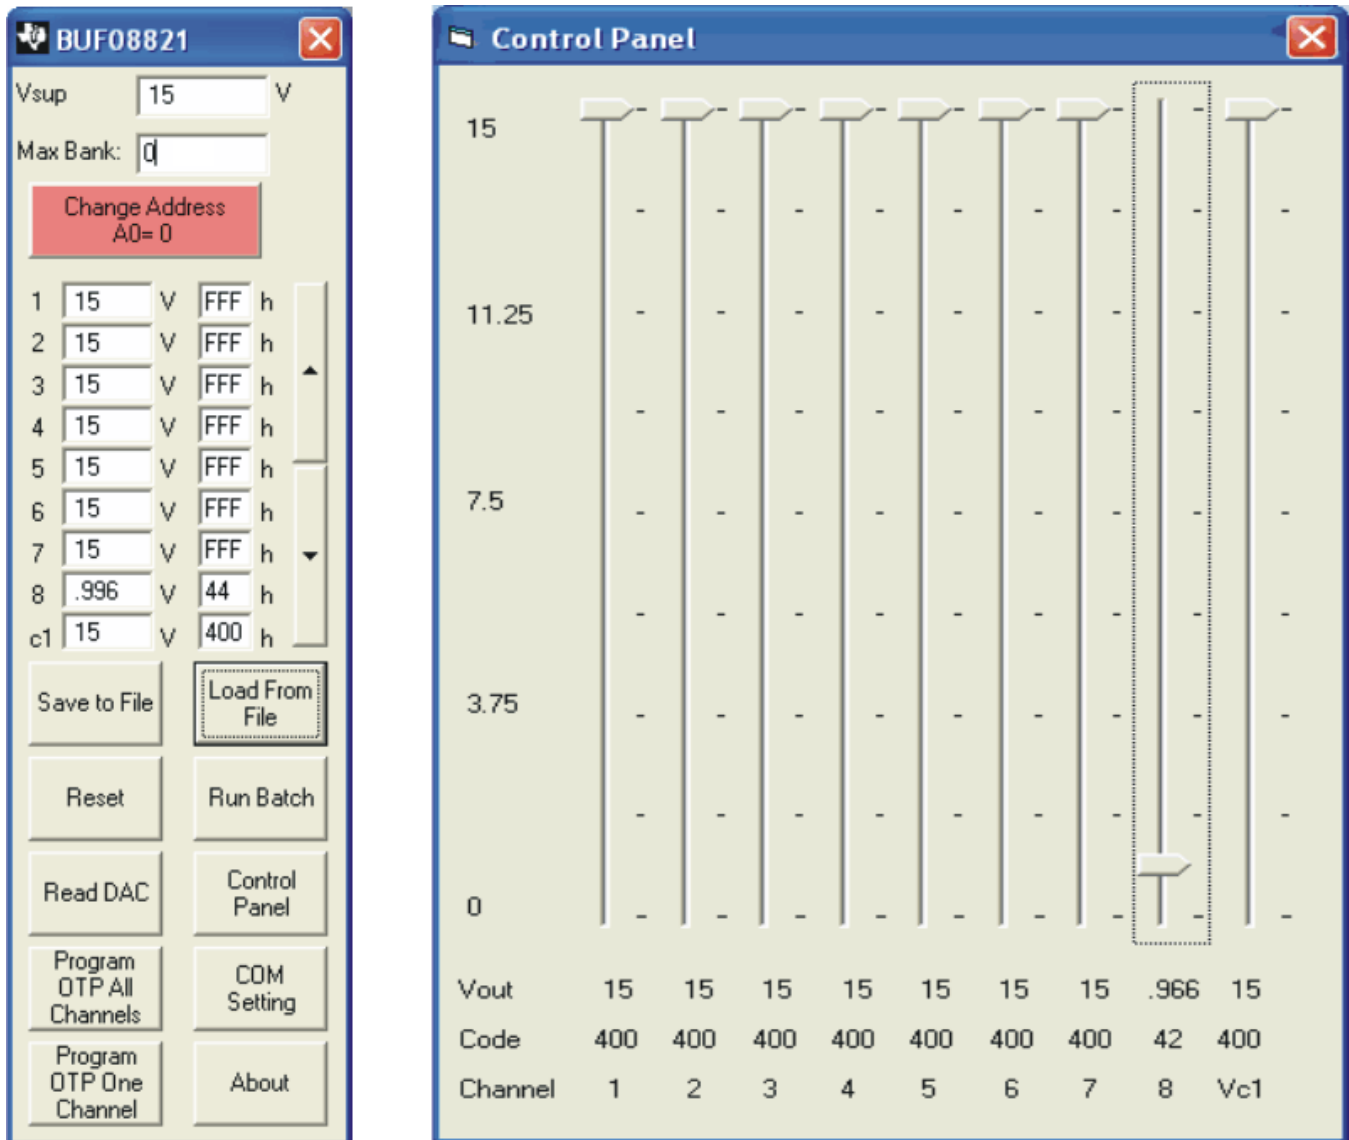 BUF08821
Vsup 15 V
Max Bank: 0
Change Address
A0= 0
1 15 V FFF h
2 15 V FFF h
3 15 V FFF h
4 15 V FFF h
5 15 V FFF h
6 15 V FFF h
7 15 V FFF h
8 .996 V 44 h
c1 15 V 400 h
Save to File
Load From
File
Reset
Run Batch
Read DAC
Control
Panel
Program
OTP All
Channels
COM
Setting
Program
OTP One
Channel
About
Control Panel
15
11.25
7.5
3.75
0
Vout 15 15 15 15 15 15 15 .966 15
Code 400 400 400 400 400 400 400 42 400
Channel 1 2 3 4 5 6 7 8 Vc1